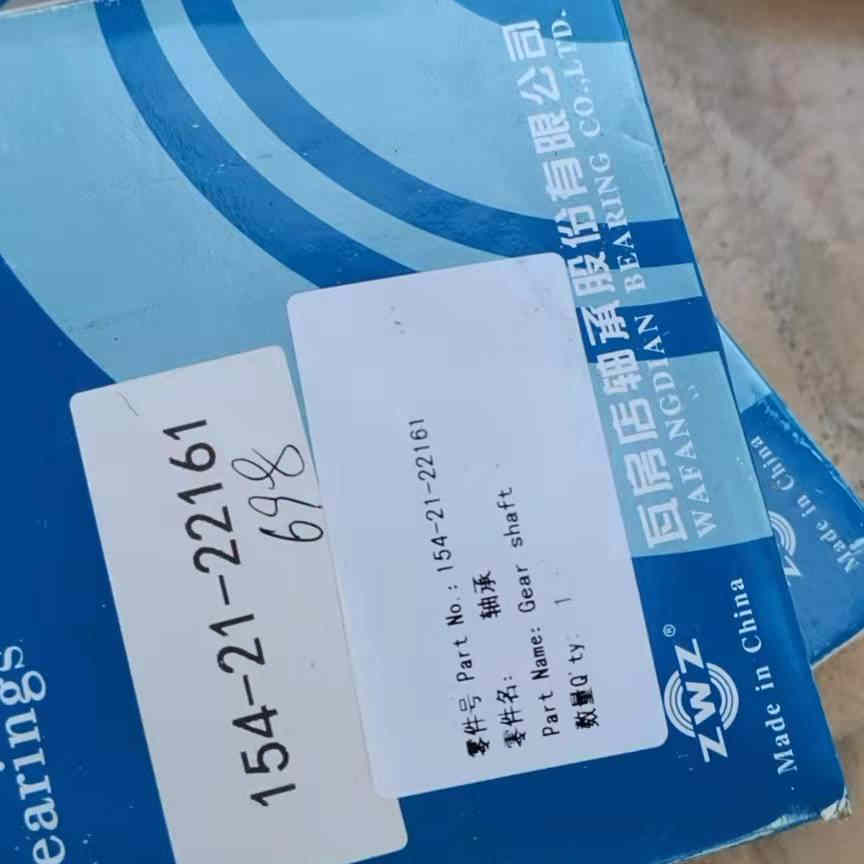 瓦房店轴承股份有限公司
WAFANGDIAN BEARING CO.,LTD.
154-21-22161
698
零件号 Part No.: 154-21-22161
零件名: 轴承
Part Name: Gear shaft
数量Q'ty: 1
ZWZ®
Made in China
earings
Made in China